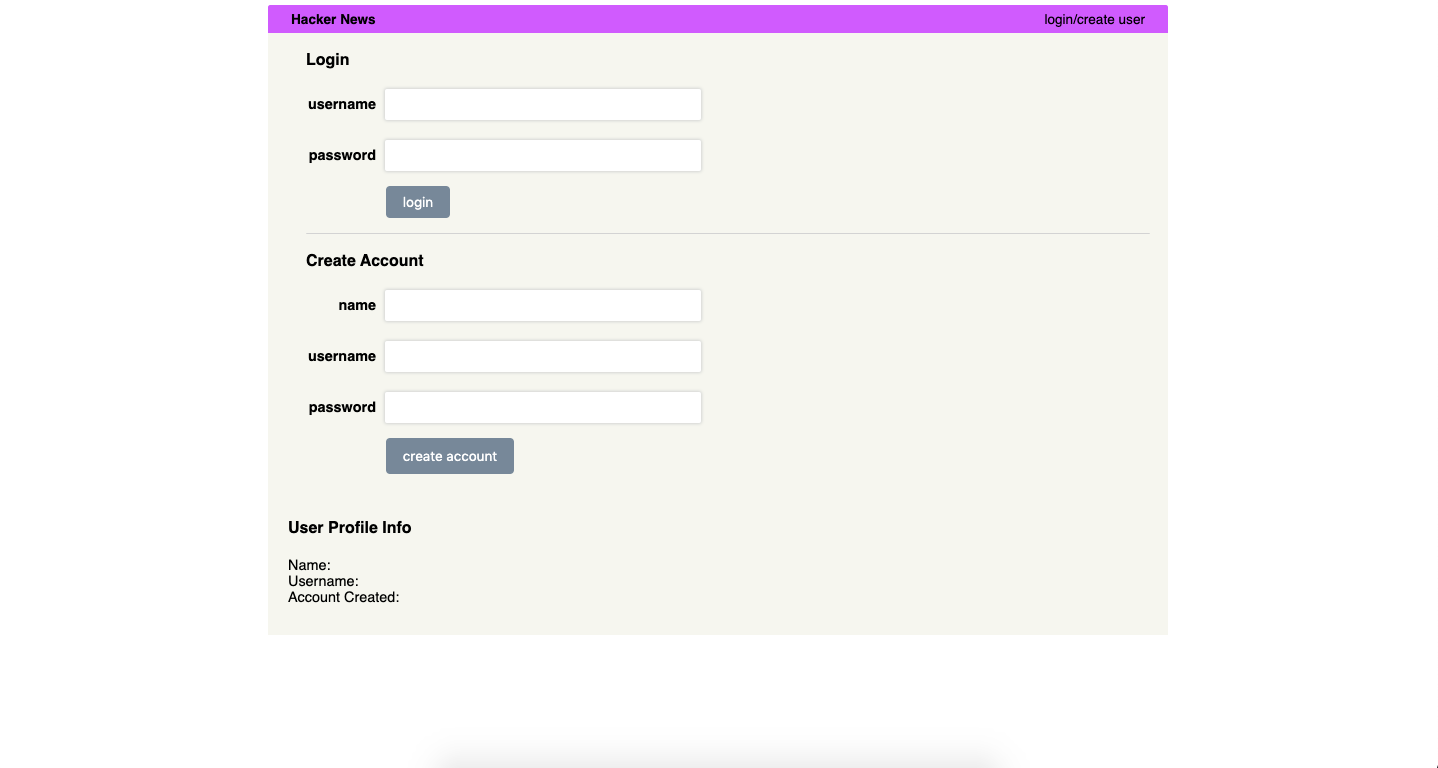 Hacker News login/create user
Login
username
password
login
Create Account
name
username
password
create account
User Profile Info
Name:
Username:
Account Created: